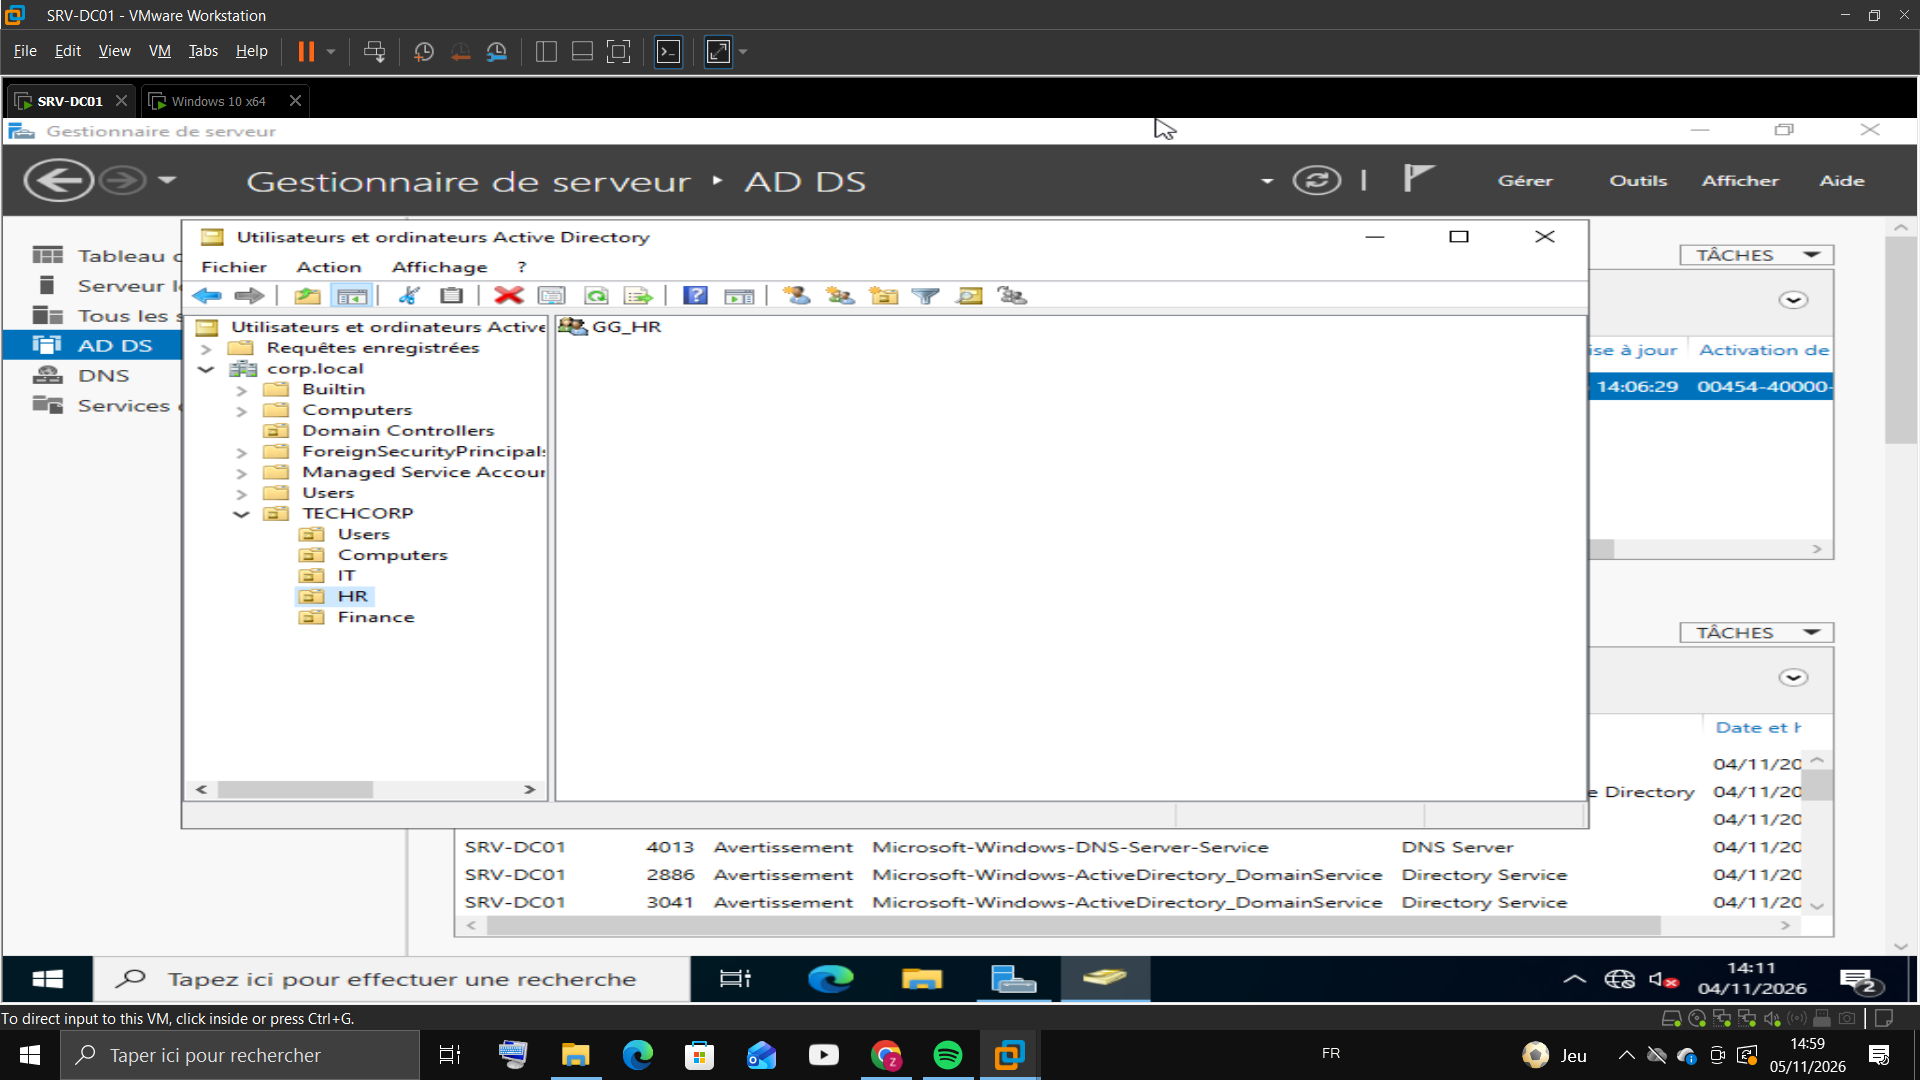 SRV-DC01 - VMware Workstation
File Edit View VM Tabs Help
SRV-DC01 Windows 10 x64
Gestionnaire de serveur
Gestionnaire de serveur AD DS Gérer Outils Afficher Aide
Utilisateurs et ordinateurs Active Directory
Fichier Action Affichage ?
Tableau d
Serveur l
Tous les s
AD DS
DNS
Services
Utilisateurs et ordinateurs Active
Requêtes enregistrées
corp.local
Builtin
Computers
Domain Controllers
ForeignSecurityPrincipals
Managed Service Accour
Users
TECHCORP
Users
Computers
IT
HR
Finance
GG_HR
TÂCHES
ise à jour Activation de
14:06:29 00454-40000-
TÂCHES
Date et h
04/11/20
e Directory 04/11/20
04/11/20
SRV-DC01 4013 Avertissement Microsoft-Windows-DNS-Server-Service DNS Server 04/11/20
SRV-DC01 2886 Avertissement Microsoft-Windows-ActiveDirectory_DomainService Directory Service 04/11/20
SRV-DC01 3041 Avertissement Microsoft-Windows-ActiveDirectory_DomainService Directory Service 04/11/20
Tapez ici pour effectuer une recherche
14:11
04/11/2026
2
To direct input to this VM, click inside or press Ctrl+G.
Taper ici pour rechercher
FR
Jeu
14:59
05/11/2026